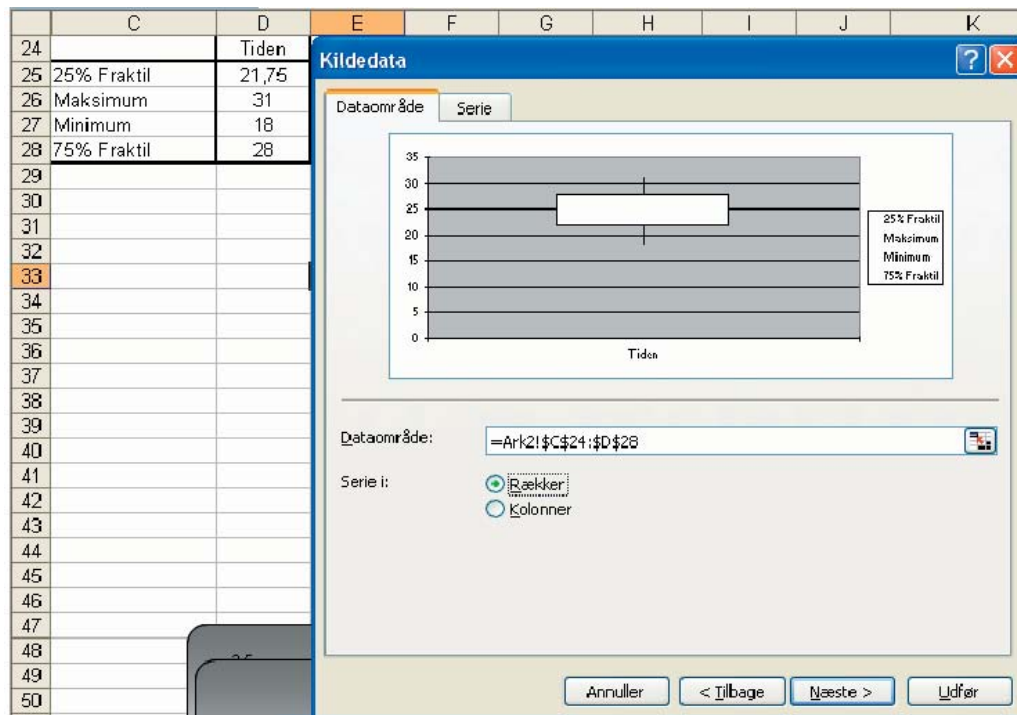 C D E F G H I J K
24 Tiden
25 25% Fraktil 21,75
26 Maksimum 31
27 Minimum 18
28 75% Fraktil 28
29
30
31
32
33
34
35
36
37
38
39
40
41
42
43
44
45
46
47
48
49
50
Kildedata
Dataområde Serie
35
30
25
20
15
10
5
0
Tiden
25% Fraktil
Maksimum
Minimum
75% Fraktil
Dataområde: =Ark2!$C$24:$D$28
Serie i: Rækker
Kolonner
Annuller < Tilbage Næste > Udfør